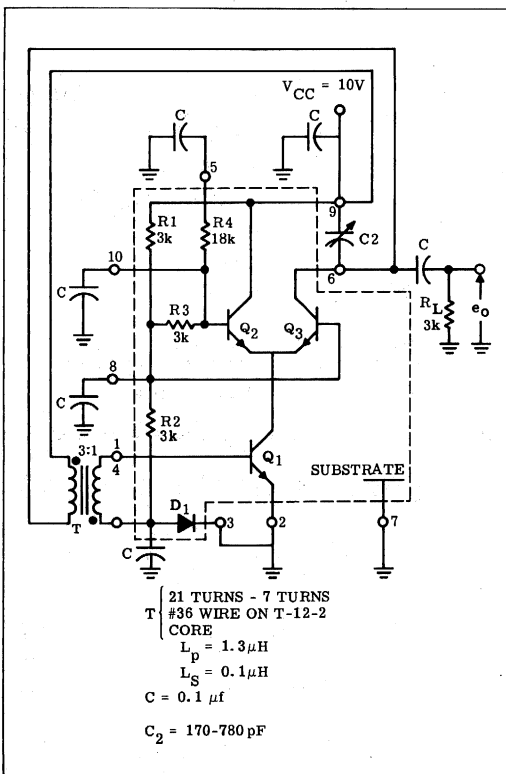 V_CC = 10V
C
C
5
9
R1
3k
R4
18k
C2
10
6
C
C
R3
3k
Q2
Q3
R_L
3k
e_o
8
C
R2
3k
1
3:1
4
Q1
SUBSTRATE
T
D1
3
2
7
C
21 TURNS - 7 TURNS
T { #36 WIRE ON T-12-2
CORE
L_p = 1.3μH
L_S = 0.1μH
C = 0.1 μf
C_2 = 170-780 pF